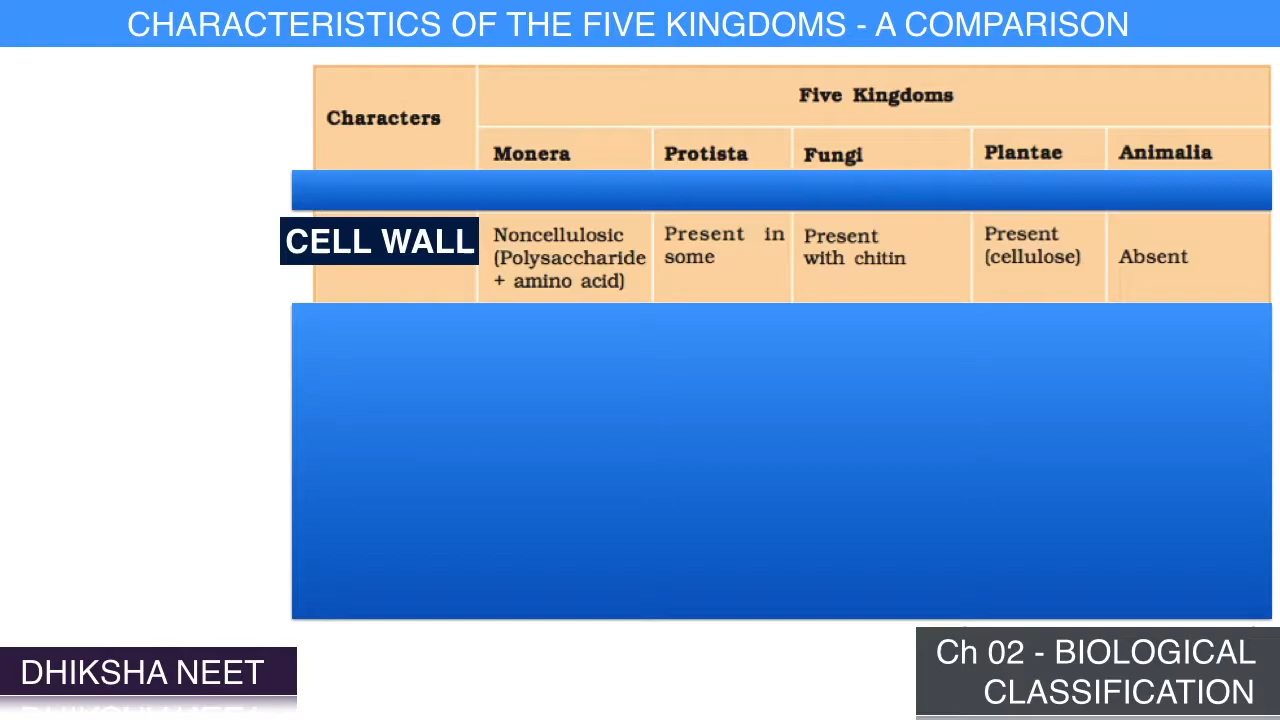 CHARACTERISTICS OF THE FIVE KINGDOMS - A COMPARISON
Characters
Five Kingdoms
Monera Protista Fungi Plantae Animalia
CELL WALL
Noncellulosic
(Polysaccharide
+ amino acid)
Present in
some
Present
with chitin
Present
(cellulose)
Absent
DHIKSHA NEET
Ch 02 - BIOLOGICAL
CLASSIFICATION